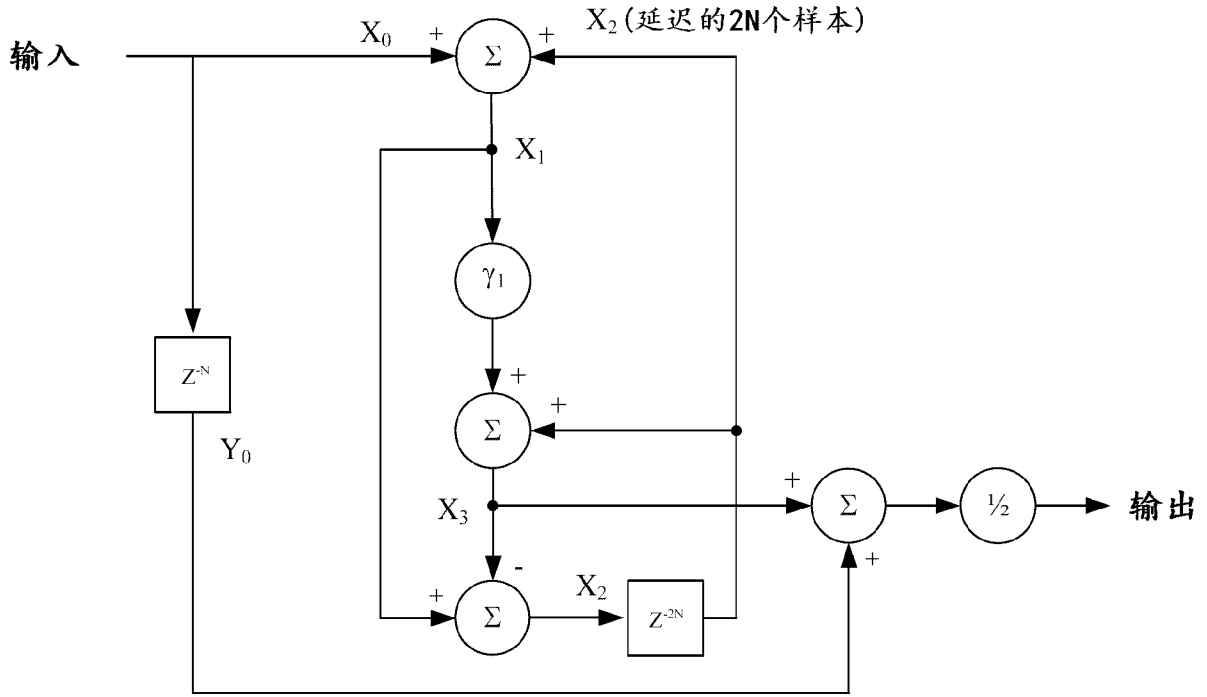 X₂(延迟的2N个样本)
输入
X₀
+
+
Σ
X₁
γ₁
Z⁻ᴺ
+
+
Σ
Y₀
X₃
+
Σ
½
输出
+
-
+
Σ
X₂
Z⁻²ᴺ